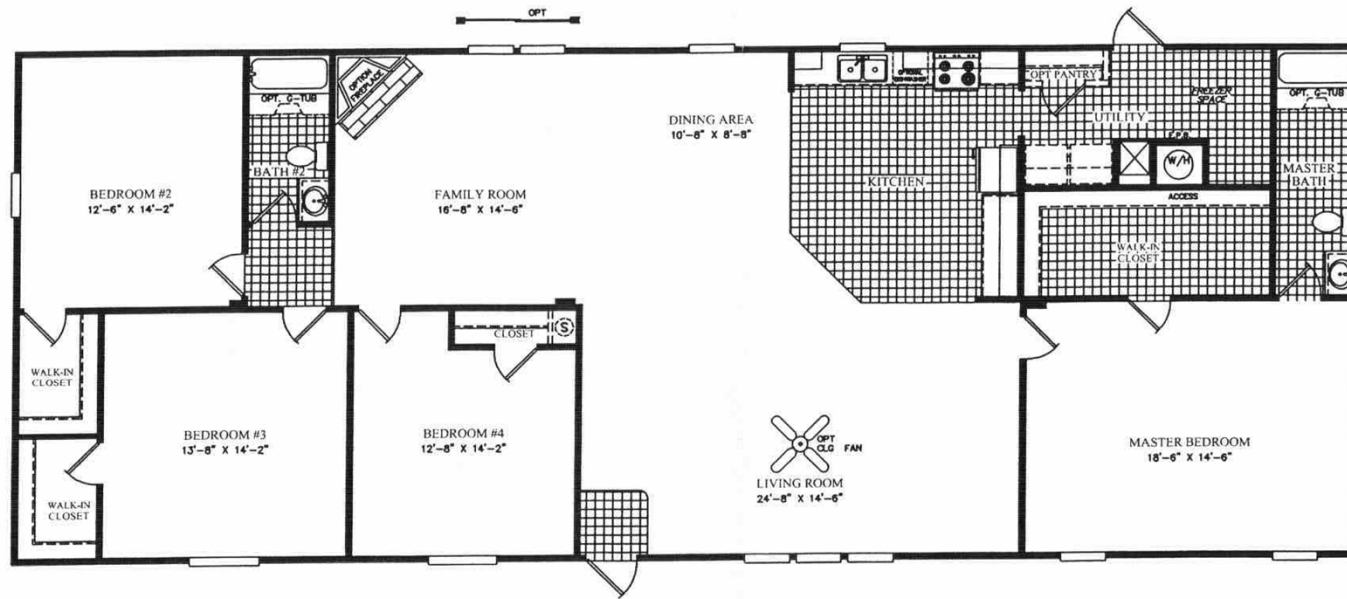 OPT
OPTION
FIREPLACE
OPT. G-TUB
BATH #2
BEDROOM #2
12'-6" X 14'-2"
FAMILY ROOM
16'-8" X 14'-6"
DINING AREA
10'-8" X 8'-8"
OPTIONAL
DISHWASHER
KITCHEN
OPT PANTRY
FREEZER
SPACE
UTILITY
E.P.B.
W/H
OPT. G-TUB
MASTER
BATH
ACCESS
WALK-IN
CLOSET
WALK-IN
CLOSET
CLOSET
S
BEDROOM #3
13'-8" X 14'-2"
BEDROOM #4
12'-8" X 14'-2"
OPT
CLG FAN
LIVING ROOM
24'-8" X 14'-6"
MASTER BEDROOM
18'-6" X 14'-6"
WALK-IN
CLOSET